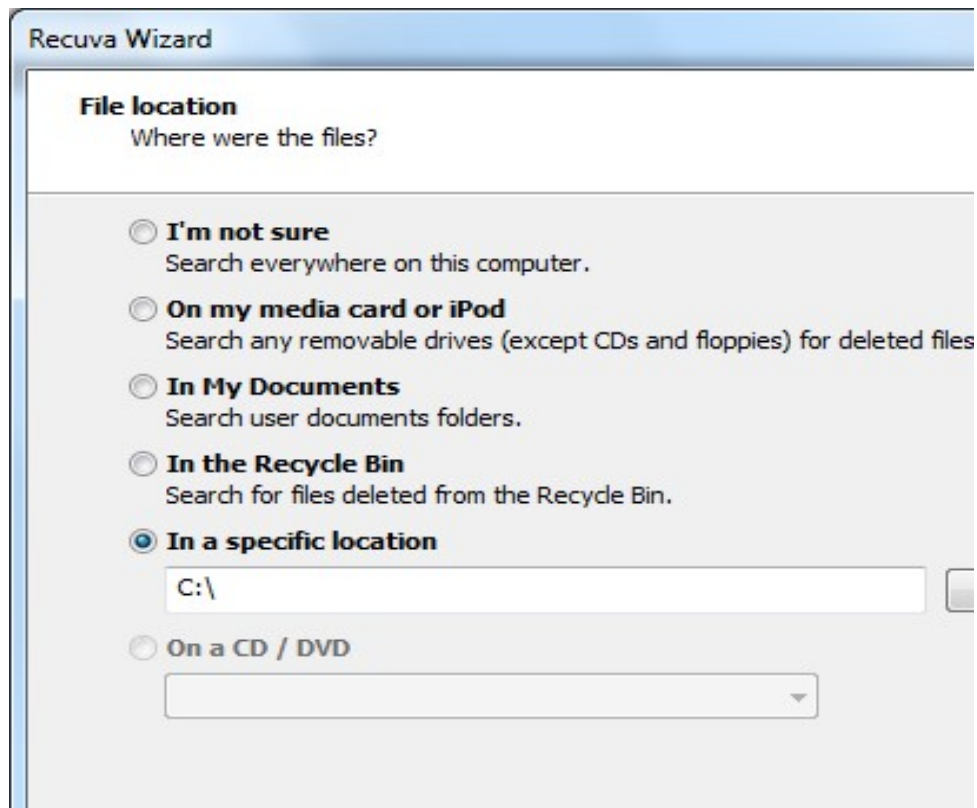 Recuva Wizard
File location
Where were the files?
I'm not sure
Search everywhere on this computer.
On my media card or iPod
Search any removable drives (except CDs and floppies) for deleted files
In My Documents
Search user documents folders.
In the Recycle Bin
Search for files deleted from the Recycle Bin.
In a specific location
C:\
On a CD / DVD